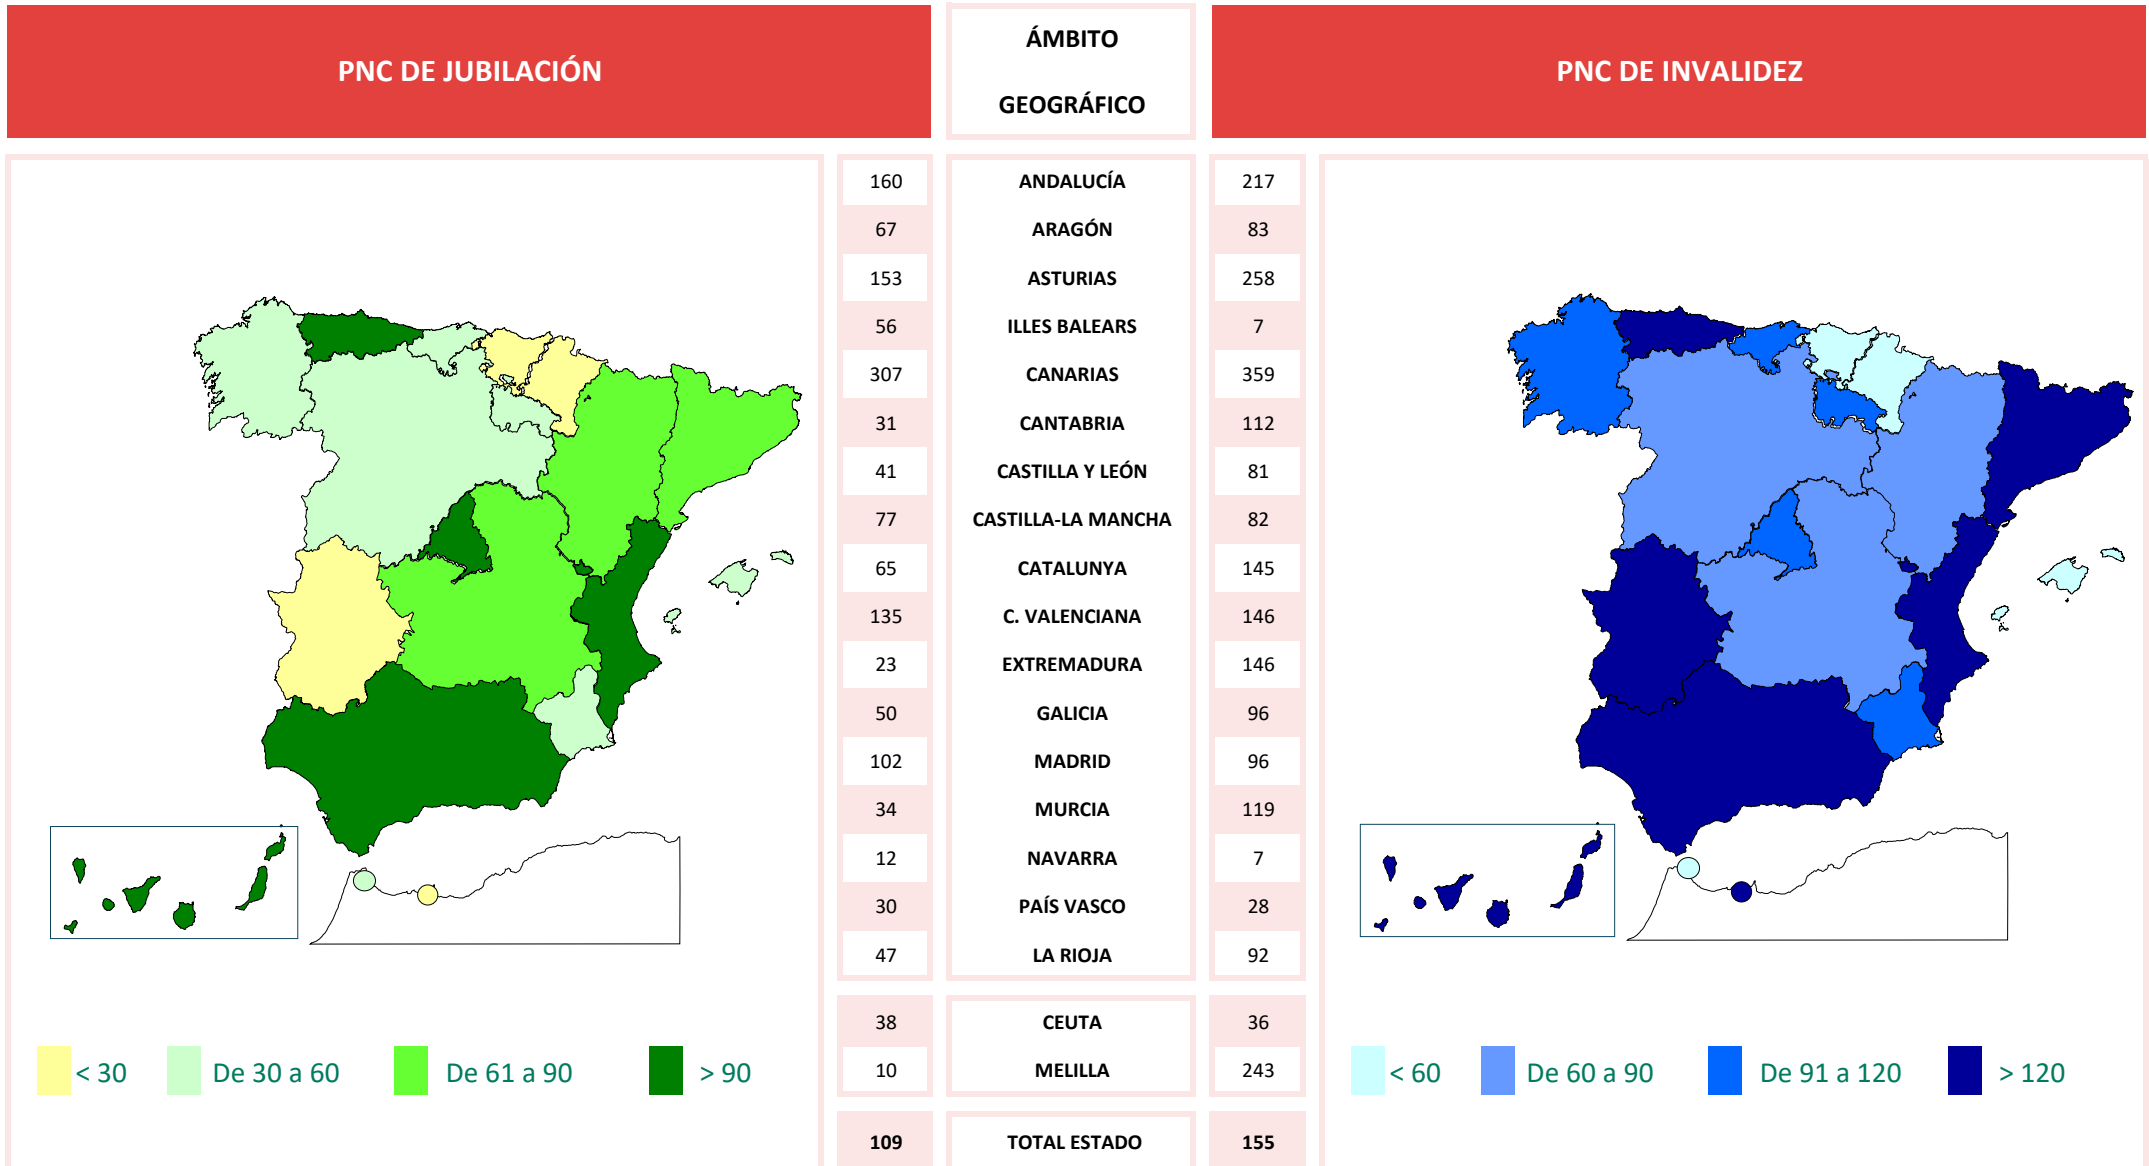 PNC DE JUBILACIÓN
ÁMBITO
GEOGRÁFICO
PNC DE INVALIDEZ
160 ANDALUCÍA 217
67 ARAGÓN 83
153 ASTURIAS 258
56 ILLES BALEARS 7
307 CANARIAS 359
31 CANTABRIA 112
41 CASTILLA Y LEÓN 81
77 CASTILLA-LA MANCHA 82
65 CATALUNYA 145
135 C. VALENCIANA 146
23 EXTREMADURA 146
50 GALICIA 96
102 MADRID 96
34 MURCIA 119
12 NAVARRA 7
30 PAÍS VASCO 28
47 LA RIOJA 92
38 CEUTA 36
10 MELILLA 243
109 TOTAL ESTADO 155
< 30 De 30 a 60 De 61 a 90 > 90
< 60 De 60 a 90 De 91 a 120 > 120